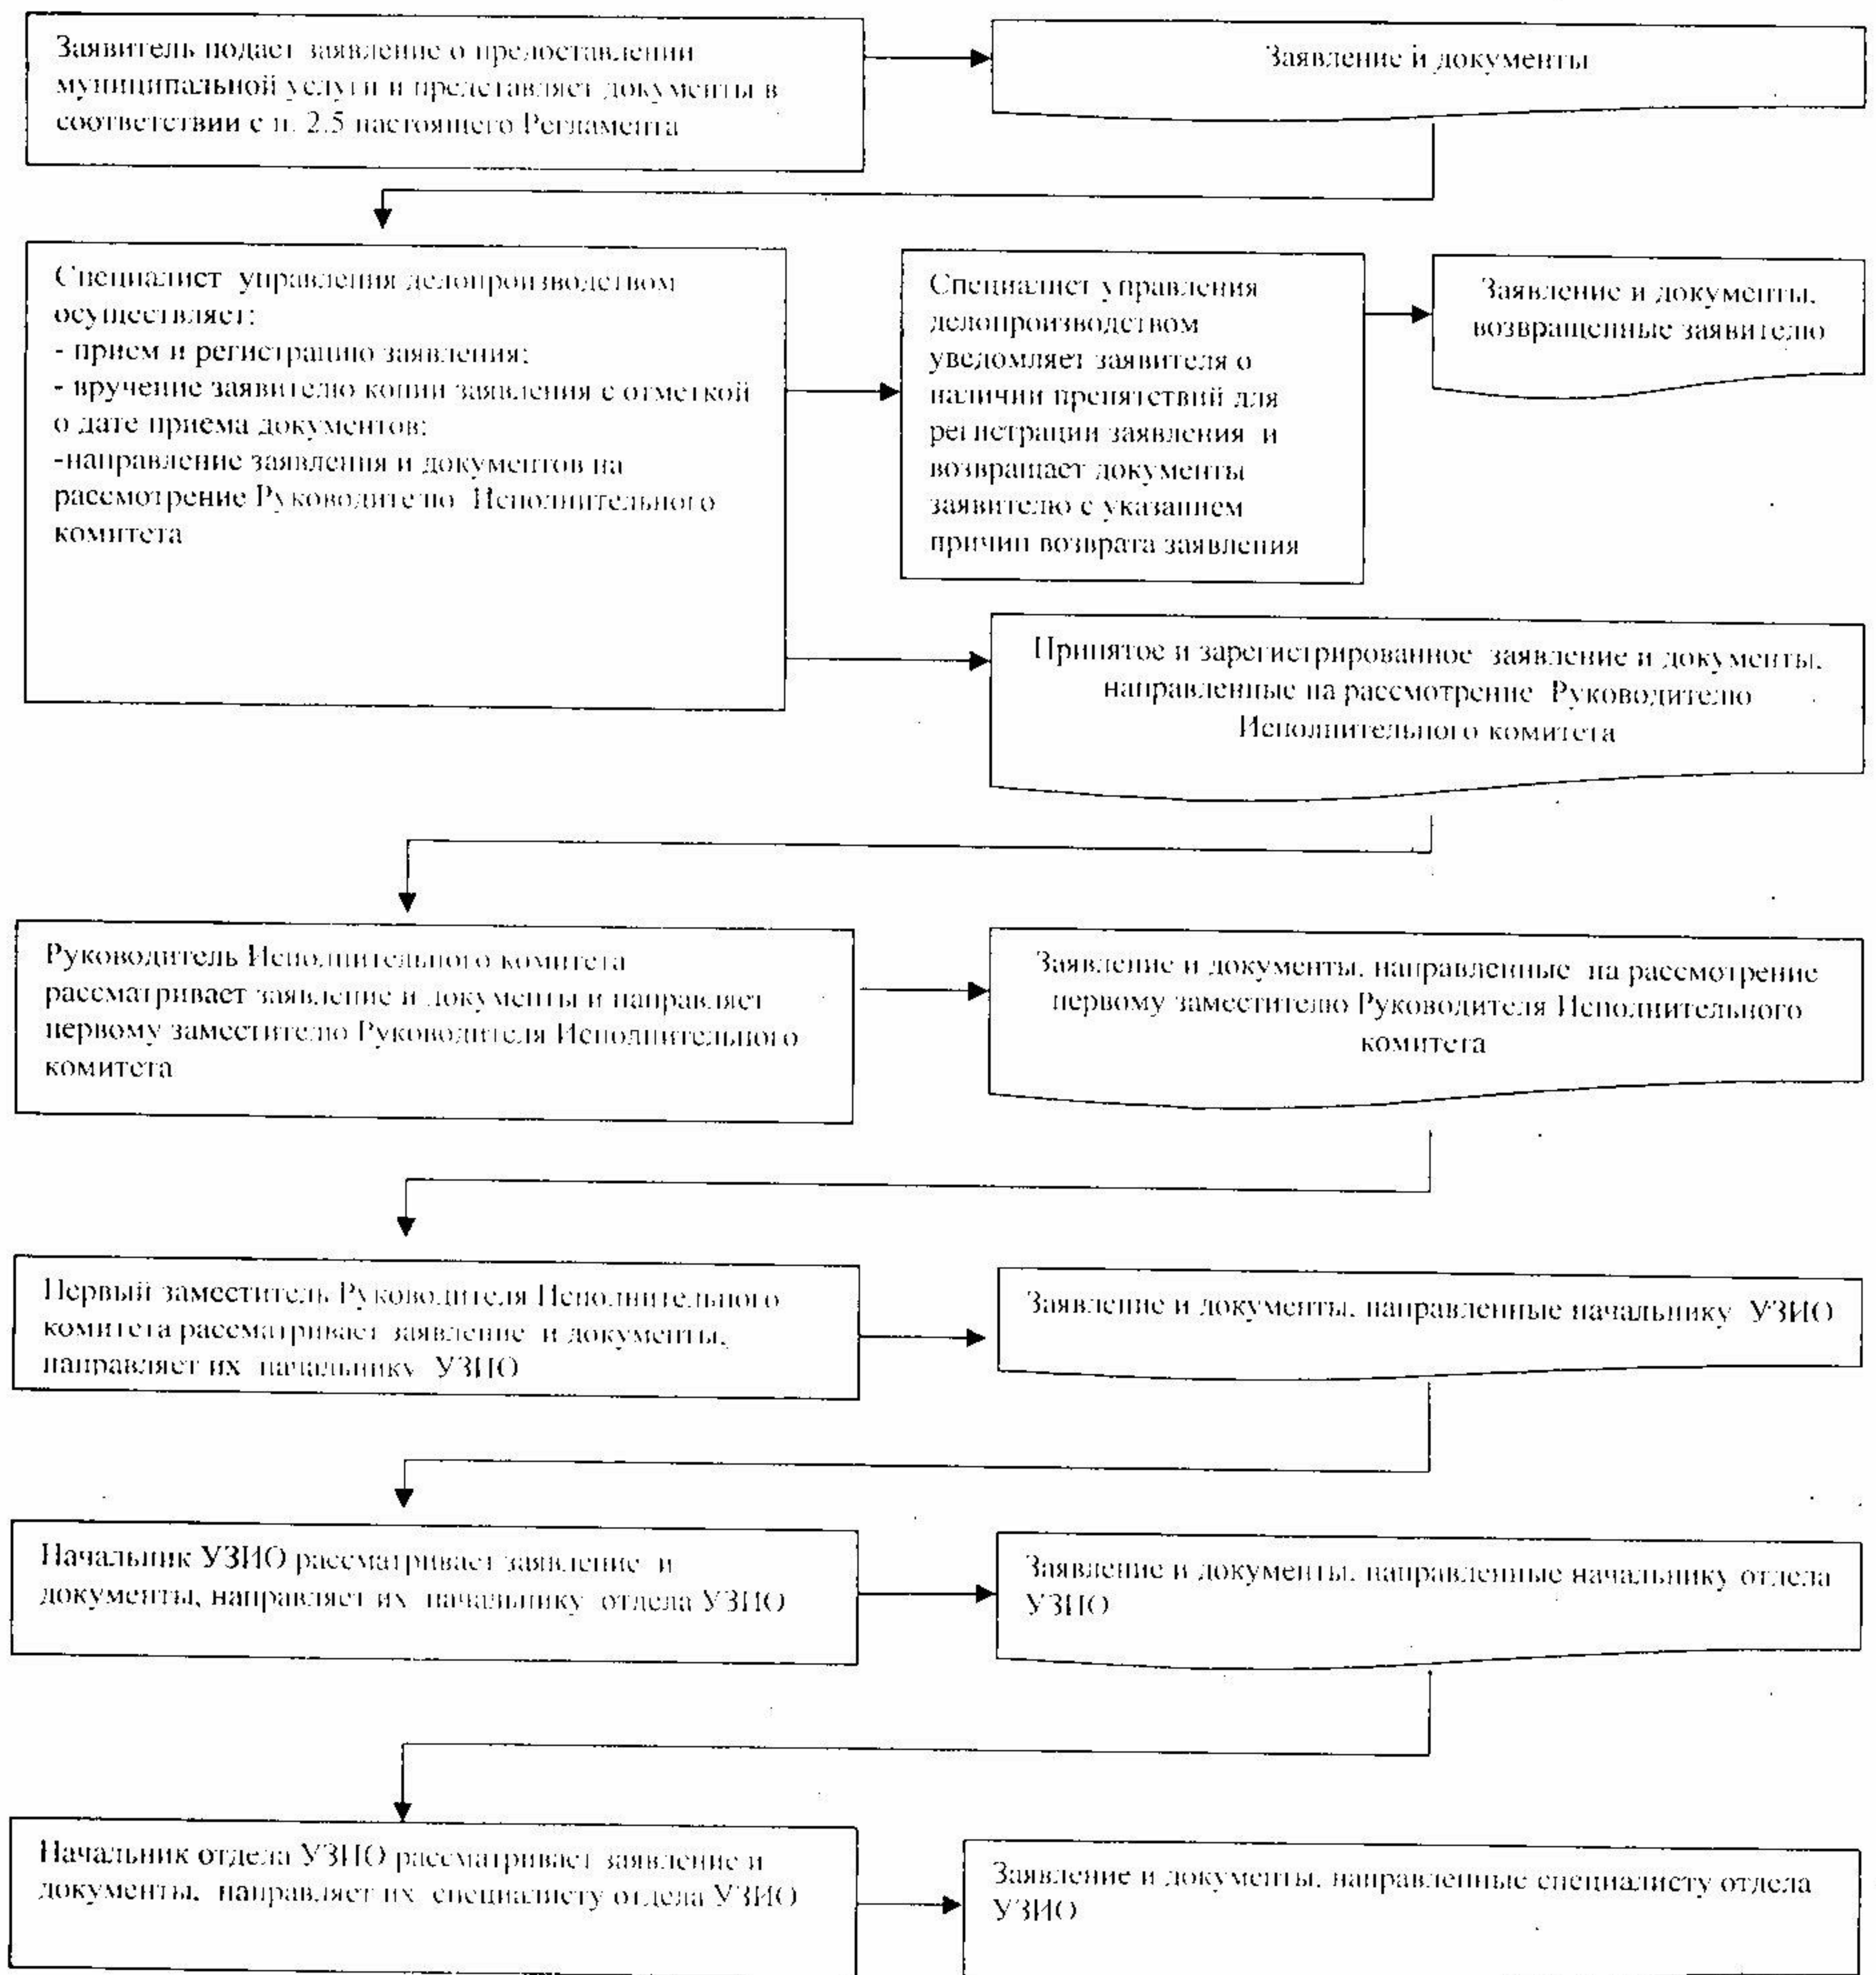 Заявитель подает заявление о предоставлении
муниципальной услуги и представляет документы в
соответствии с п. 2.5 настоящего Регламента
Заявление и документы
Специалист управления делопроизводством
осуществляет:
- прием и регистрацию заявления;
- вручение заявителю копии заявления с отметкой
о дате приема документов;
-направление заявления и документов на
рассмотрение Руководителю Исполнительного
комитета
Специалист управления
делопроизводством
уведомляет заявителя о
наличии препятствий для
регистрации заявления и
возвращает документы
заявителю с указанием
причин возврата заявления
Заявление и документы,
возвращенные заявителю
Принятое и зарегистрированное заявление и документы,
направленные на рассмотрение Руководителю
Исполнительного комитета
Руководитель Исполнительного комитета
рассматривает заявление и документы и направляет
первому заместителю Руководителя Исполнительного
комитета
Заявление и документы, направленные на рассмотрение
первому заместителю Руководителя Исполнительного
комитета
Первый заместитель Руководителя Исполнительного
комитета рассматривает заявление и документы,
направляет их начальнику УЗИО
Заявление и документы, направленные начальнику УЗИО
Начальник УЗИО рассматривает заявление и
документы, направляет их начальнику отдела УЗИО
Заявление и документы, направленные начальнику отдела
УЗИО
Начальник отдела УЗИО рассматривает заявление и
документы, направляет их специалисту отдела УЗИО
Заявление и документы, направленные специалисту отдела
УЗИО